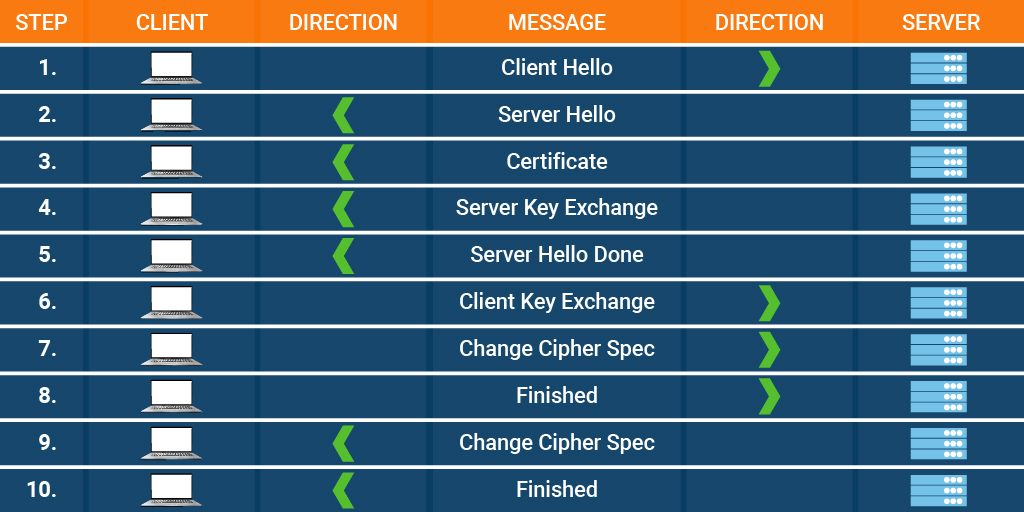 STEP CLIENT DIRECTION MESSAGE DIRECTION SERVER
1. Client Hello
2. Server Hello
3. Certificate
4. Server Key Exchange
5. Server Hello Done
6. Client Key Exchange
7. Change Cipher Spec
8. Finished
9. Change Cipher Spec
10. Finished